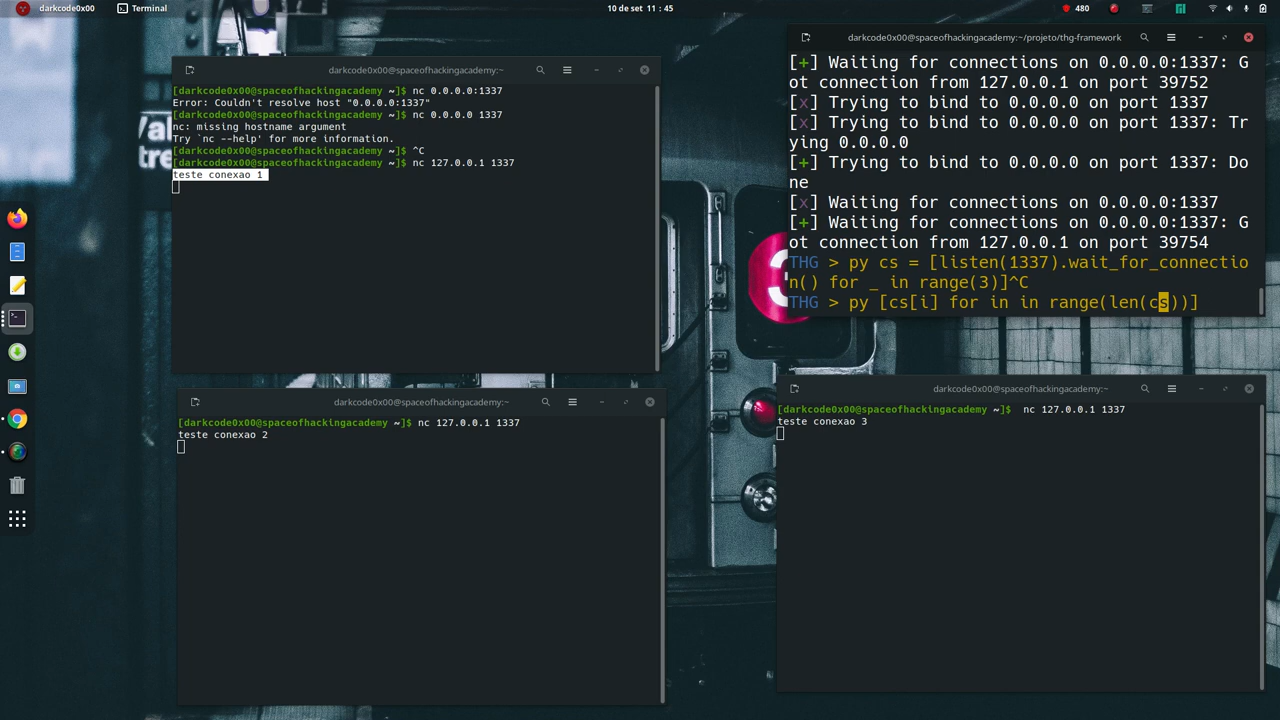 darkcode0x00 Terminal 10 de set 11 : 45 480
darkcode0x00@spaceofhackingacademy:~
[darkcode0x00@spaceofhackingacademy ~]$ nc 0.0.0.0:1337
Error: Couldn't resolve host "0.0.0.0:1337"
[darkcode0x00@spaceofhackingacademy ~]$ nc 0.0.0.0 1337
nc: missing hostname argument
Try `nc --help' for more information.
[darkcode0x00@spaceofhackingacademy ~]$ ^C
[darkcode0x00@spaceofhackingacademy ~]$ nc 127.0.0.1 1337
teste conexao 1
darkcode0x00@spaceofhackingacademy:~/projeto/thg-framework
[+] Waiting for connections on 0.0.0.0:1337: G
ot connection from 127.0.0.1 on port 39752
[x] Trying to bind to 0.0.0.0 on port 1337
[x] Trying to bind to 0.0.0.0 on port 1337: Tr
ying 0.0.0.0
[+] Trying to bind to 0.0.0.0 on port 1337: Do
ne
[x] Waiting for connections on 0.0.0.0:1337
[+] Waiting for connections on 0.0.0.0:1337: G
ot connection from 127.0.0.1 on port 39754
THG > py cs = [listen(1337).wait_for_connectio
n() for _ in range(3)]^C
THG > py [cs[i] for in in range(len(cs))]
darkcode0x00@spaceofhackingacademy:~
[darkcode0x00@spaceofhackingacademy ~]$ nc 127.0.0.1 1337
teste conexao 2
darkcode0x00@spaceofhackingacademy:~
[darkcode0x00@spaceofhackingacademy ~]$  nc 127.0.0.1 1337
teste conexao 3